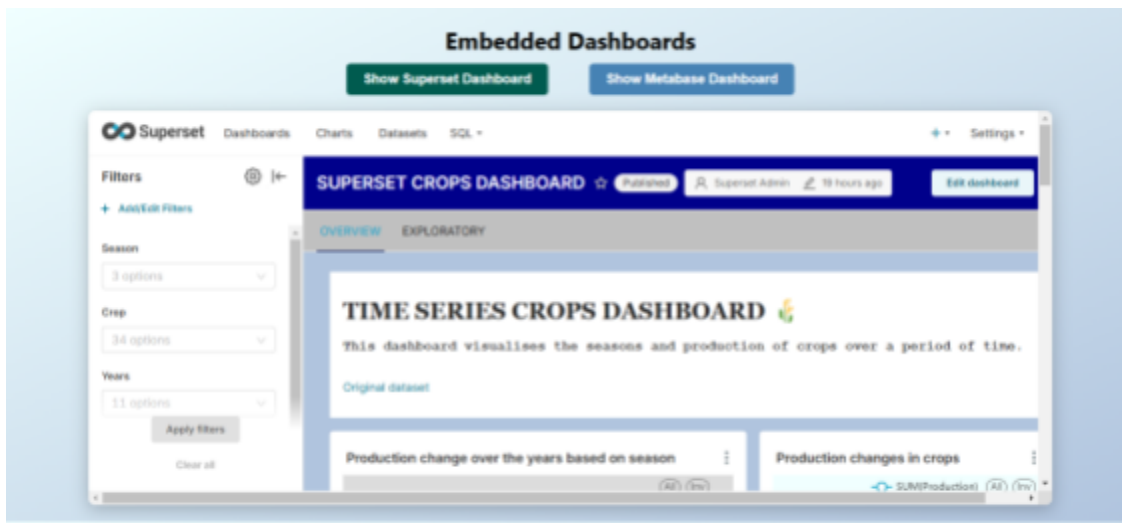 Embedded Dashboards
Show Superset Dashboard Show Metabase Dashboard
Superset Dashboards Charts Datasets SQL + Settings
Filters
+ Add/Edit Filters
Season
3 options
Crop
34 options
Years
11 options
Apply filters
Clear all
SUPERSET CROPS DASHBOARD Published Superset Admin 19 hours ago Edit dashboard
OVERVIEW EXPLORATORY
TIME SERIES CROPS DASHBOARD
This dashboard visualises the seasons and production of crops over a period of time.
Original dataset
Production change over the years based on season
All Inv
Production changes in crops
SUM(Production) All Inv